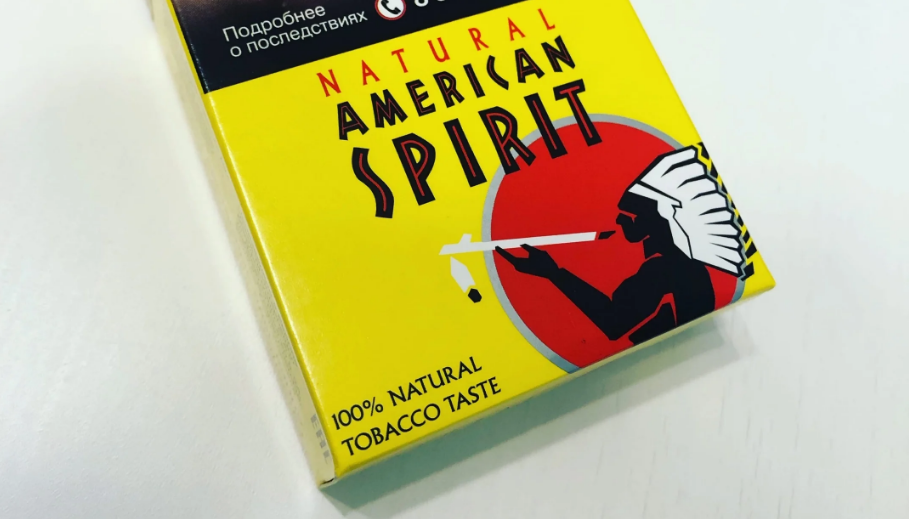 Подробнее
о последствиях
NATURAL
AMERICAN
SPIRIT
100% NATURAL
TOBACCO TASTE